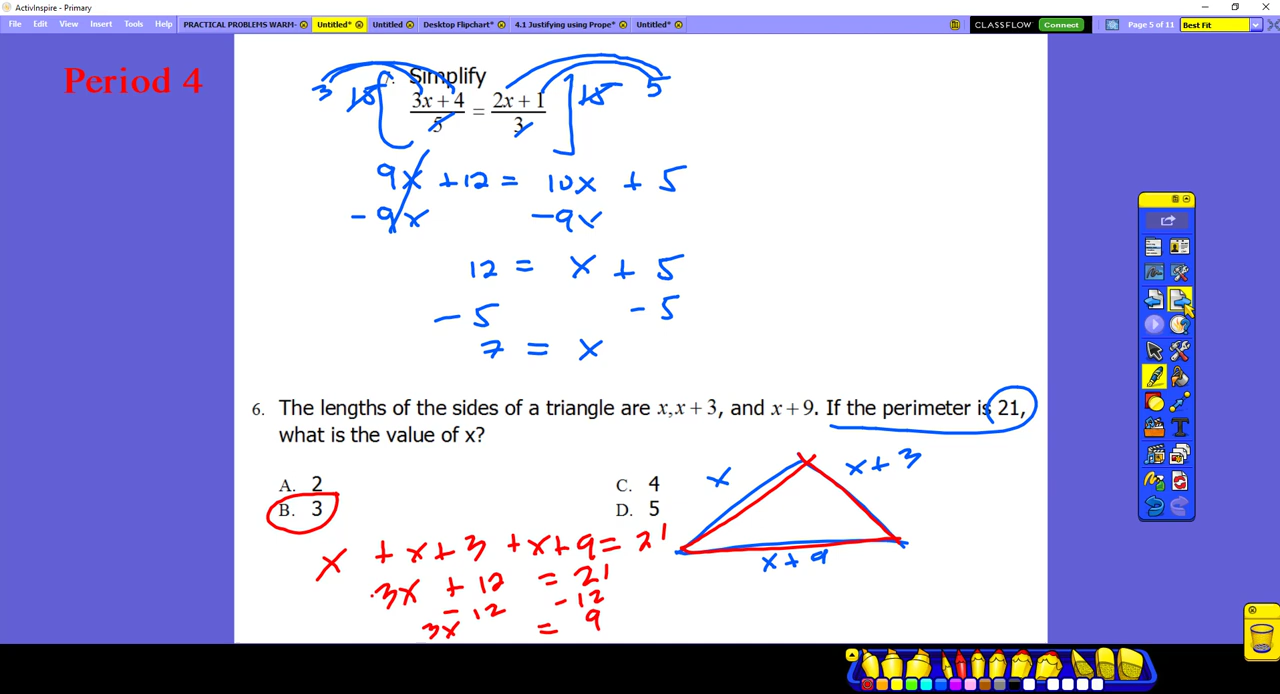 ActivInspire - Primary
File Edit View Insert Tools Help PRACTICAL PROBLEMS WARM- Untitled* Untitled Desktop Flipchart* 4.1 Justifying using Prope* Untitled* CLASSFLOW Connect Page 5 of 11 Best Fit
Period 4
Simplify
3 15 3x + 4 = 2x + 1 15 5
5 3
9x + 12 = 10x + 5
- 9x - 9x
12 = x + 5
- 5 - 5
7 = x
6. The lengths of the sides of a triangle are x, x + 3, and x + 9. If the perimeter is 21,
what is the value of x?
A. 2 C. 4
B. 3 D. 5
x x + 3
x + 9
x + x + 3 + x + 9 = 21
3x + 12 = 21
- 12 - 12
3x = 9